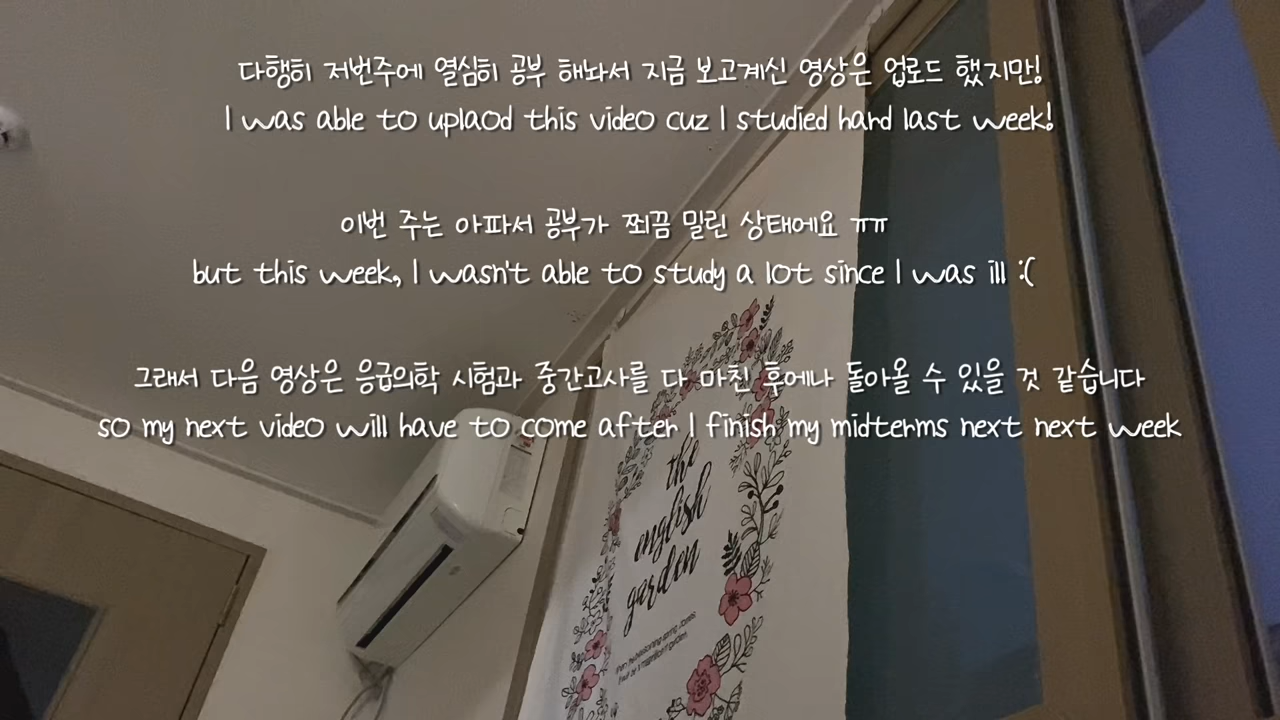 다행히 저번주에 열심히 공부 해놔서 지금 보고계신 영상은 업로드 했지만!
I was able to uplaod this video cuz I studied hard last week!
이번 주는 아파서 공부가 쬐끔 밀린 상태에요 ㅠㅠ
but this week, I wasn't able to study a lot since I was ill :(
그래서 다음 영상은 응급의학 시험과 중간고사를 다 마친 후에나 돌아올 수 있을 것 같습니다
so my next video will have to come after I finish my midterms next next week
the
english
garden